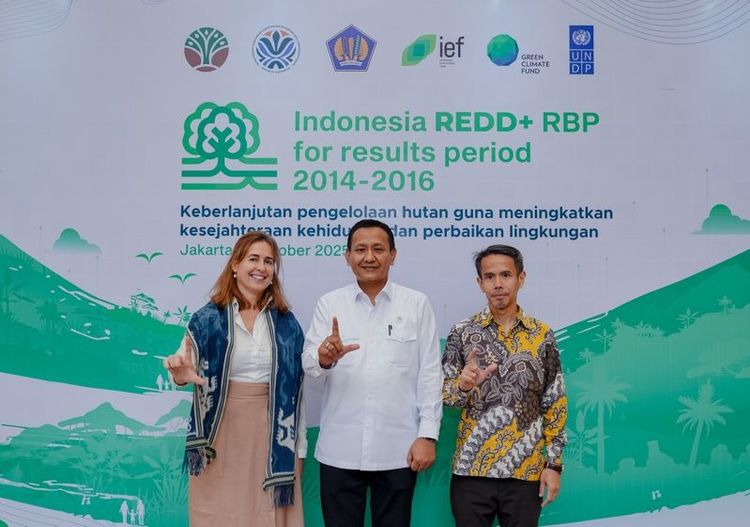 ief
GREEN
CLIMATE
FUND
U N
D P
Indonesia REDD+ RBP
for results period
2014-2016
Keberlanjutan pengelolaan hutan guna meningkatkan
kesejahteraan dan perbaikan lingkungan
Jakarta 2025